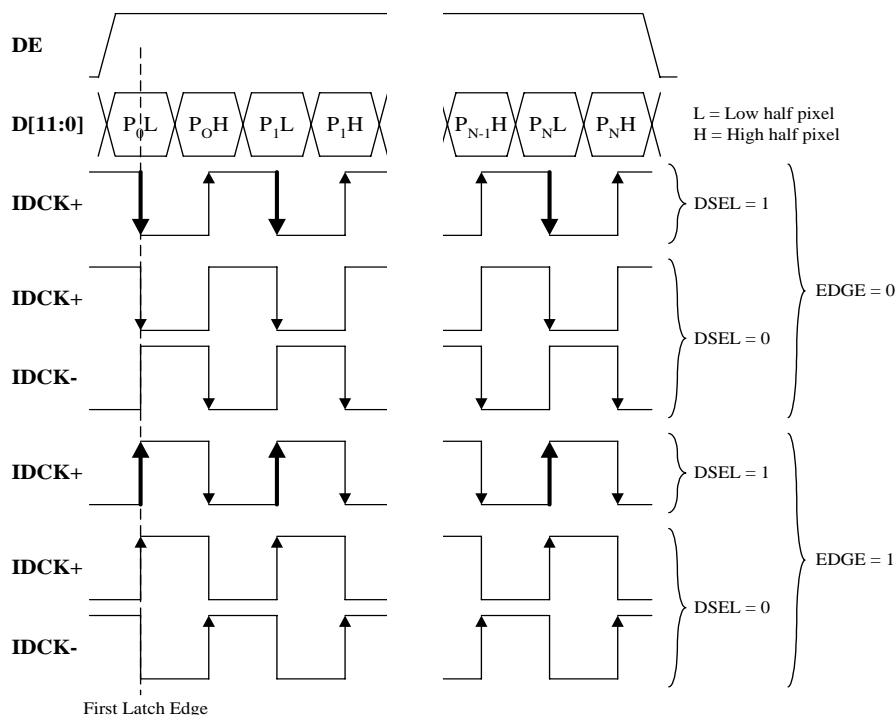 DE
D[11:0]
P0L POH P1L P1H PN-1H PNL PNH
L = Low half pixel
H = High half pixel
IDCK+
DSEL = 1
IDCK+
EDGE = 0
DSEL = 0
IDCK-
IDCK+
DSEL = 1
IDCK+
EDGE = 1
DSEL = 0
IDCK-
First Latch Edge